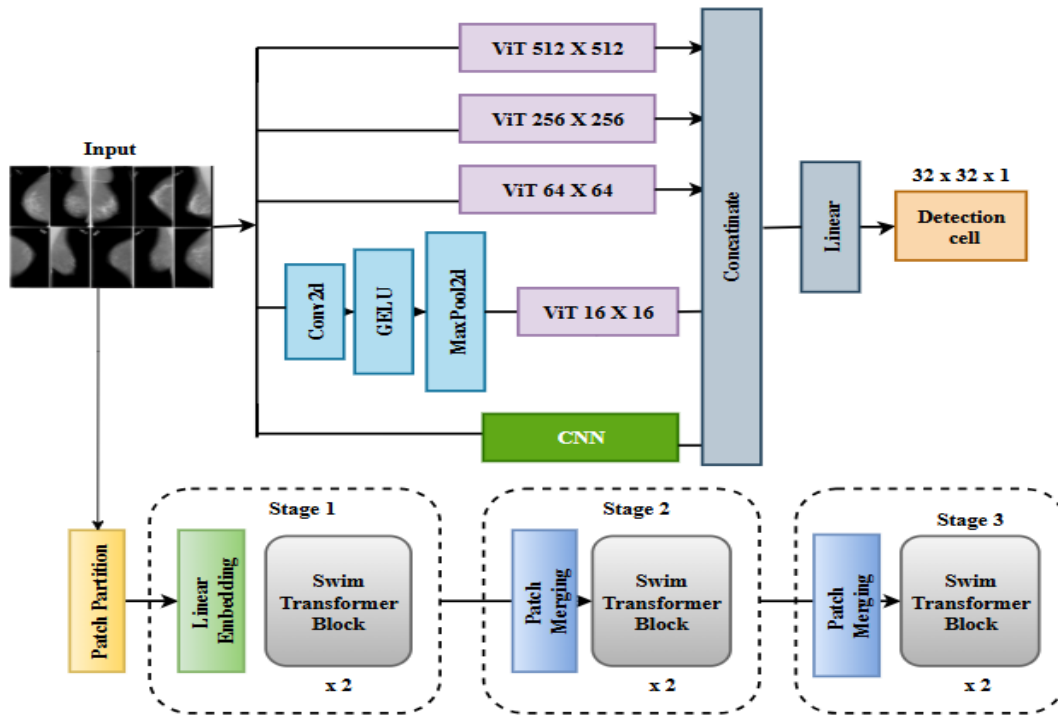 Input
ViT 512 X 512
ViT 256 X 256
ViT 64 X 64
Conv2d
GELU
MaxPool2d
ViT 16 X 16
CNN
Concatinate
Linear
32 x 32 x 1
Detection
cell
Patch Partition
Stage 1
Linear
Embedding
Swim
Transformer
Block
x 2
Stage 2
Patch
Merging
Swim
Transformer
Block
x 2
Stage 3
Patch
Merging
Swim
Transformer
Block
x 2